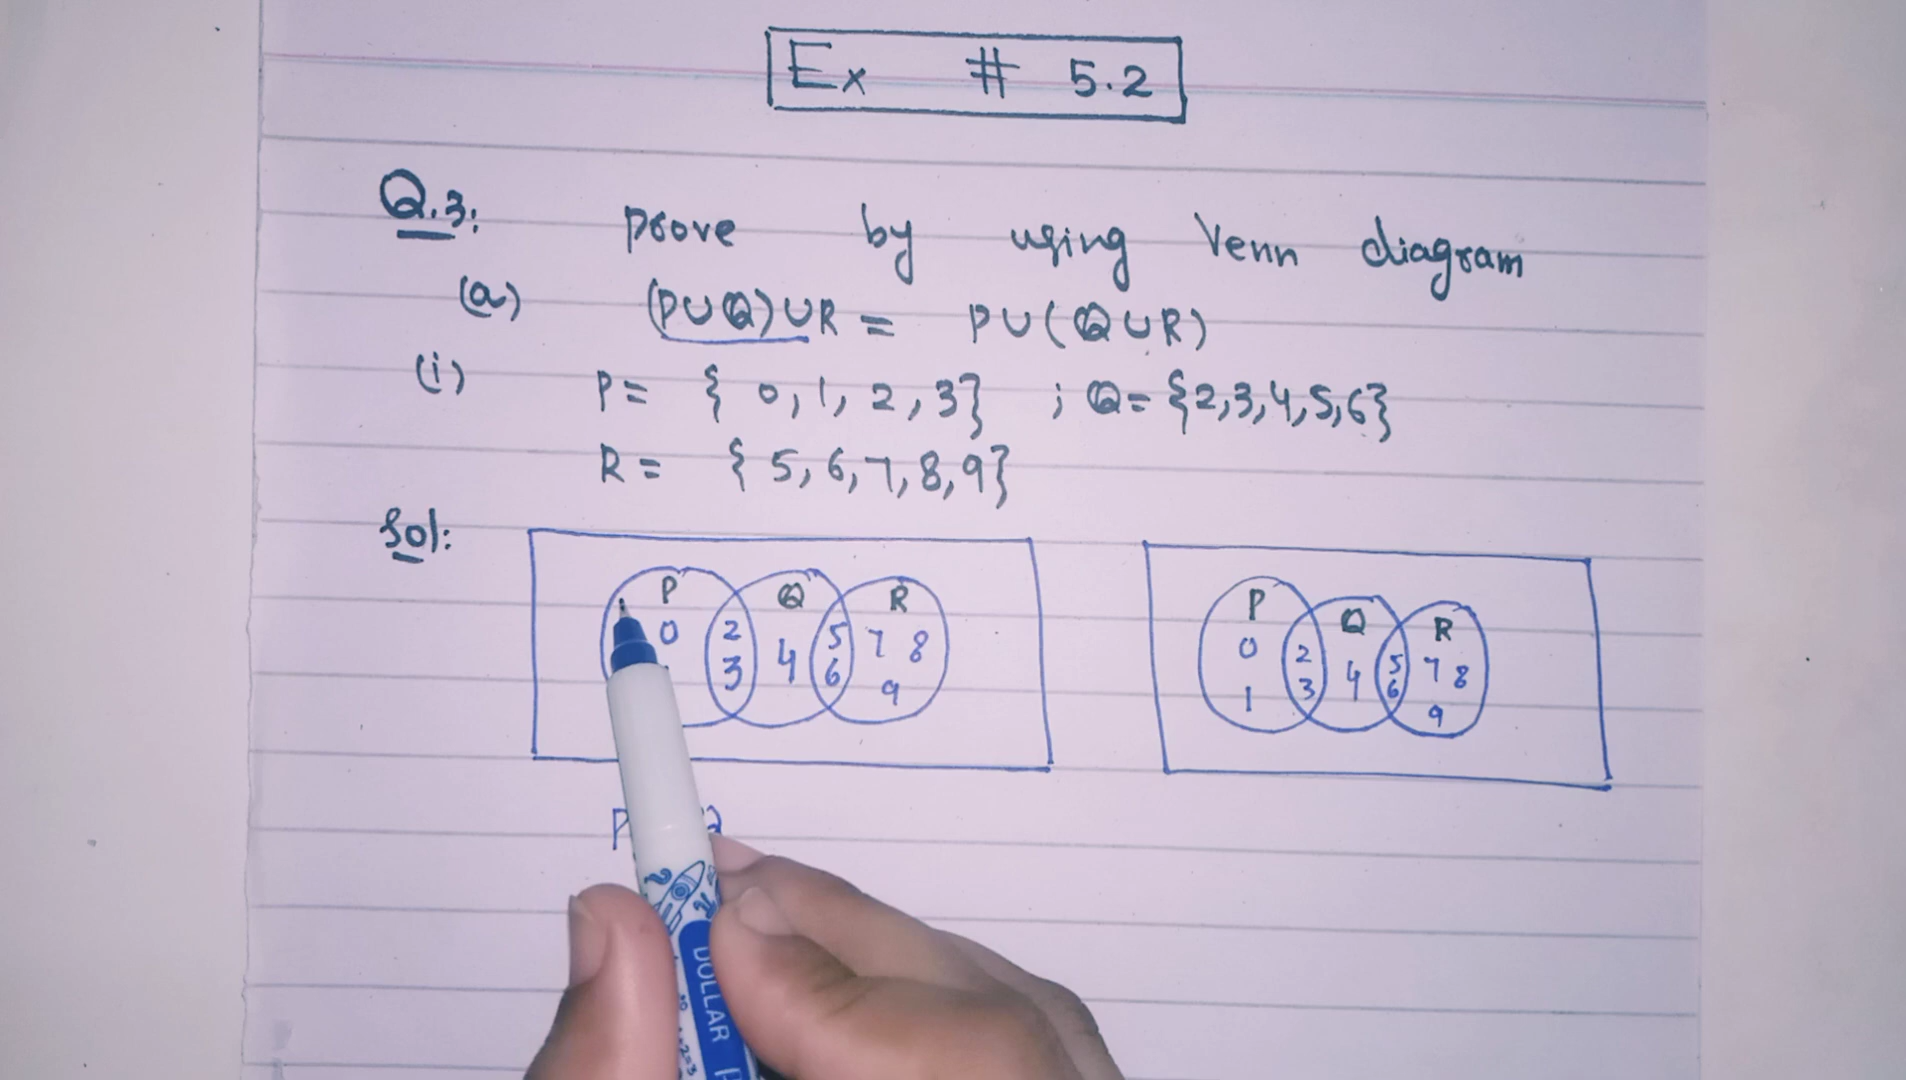 Ex # 5.2
Q.3: prove by using Venn diagram
(a) (P∪Q)∪R = P∪(Q∪R)
(i) P= { 0, 1, 2, 3} ; Q= {2,3,4,5,6}
R = { 5, 6, 7, 8, 9}
Sol:
P Q R
0 2 4 5 7 8
3 6 9
P Q R
0 2 4 5 7 8
1 3 6 9
P Q
DOLLAR